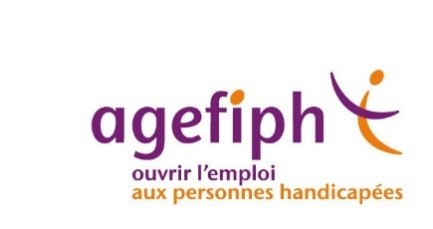 agefiph
ouvrir l'emploi
aux personnes handicapées